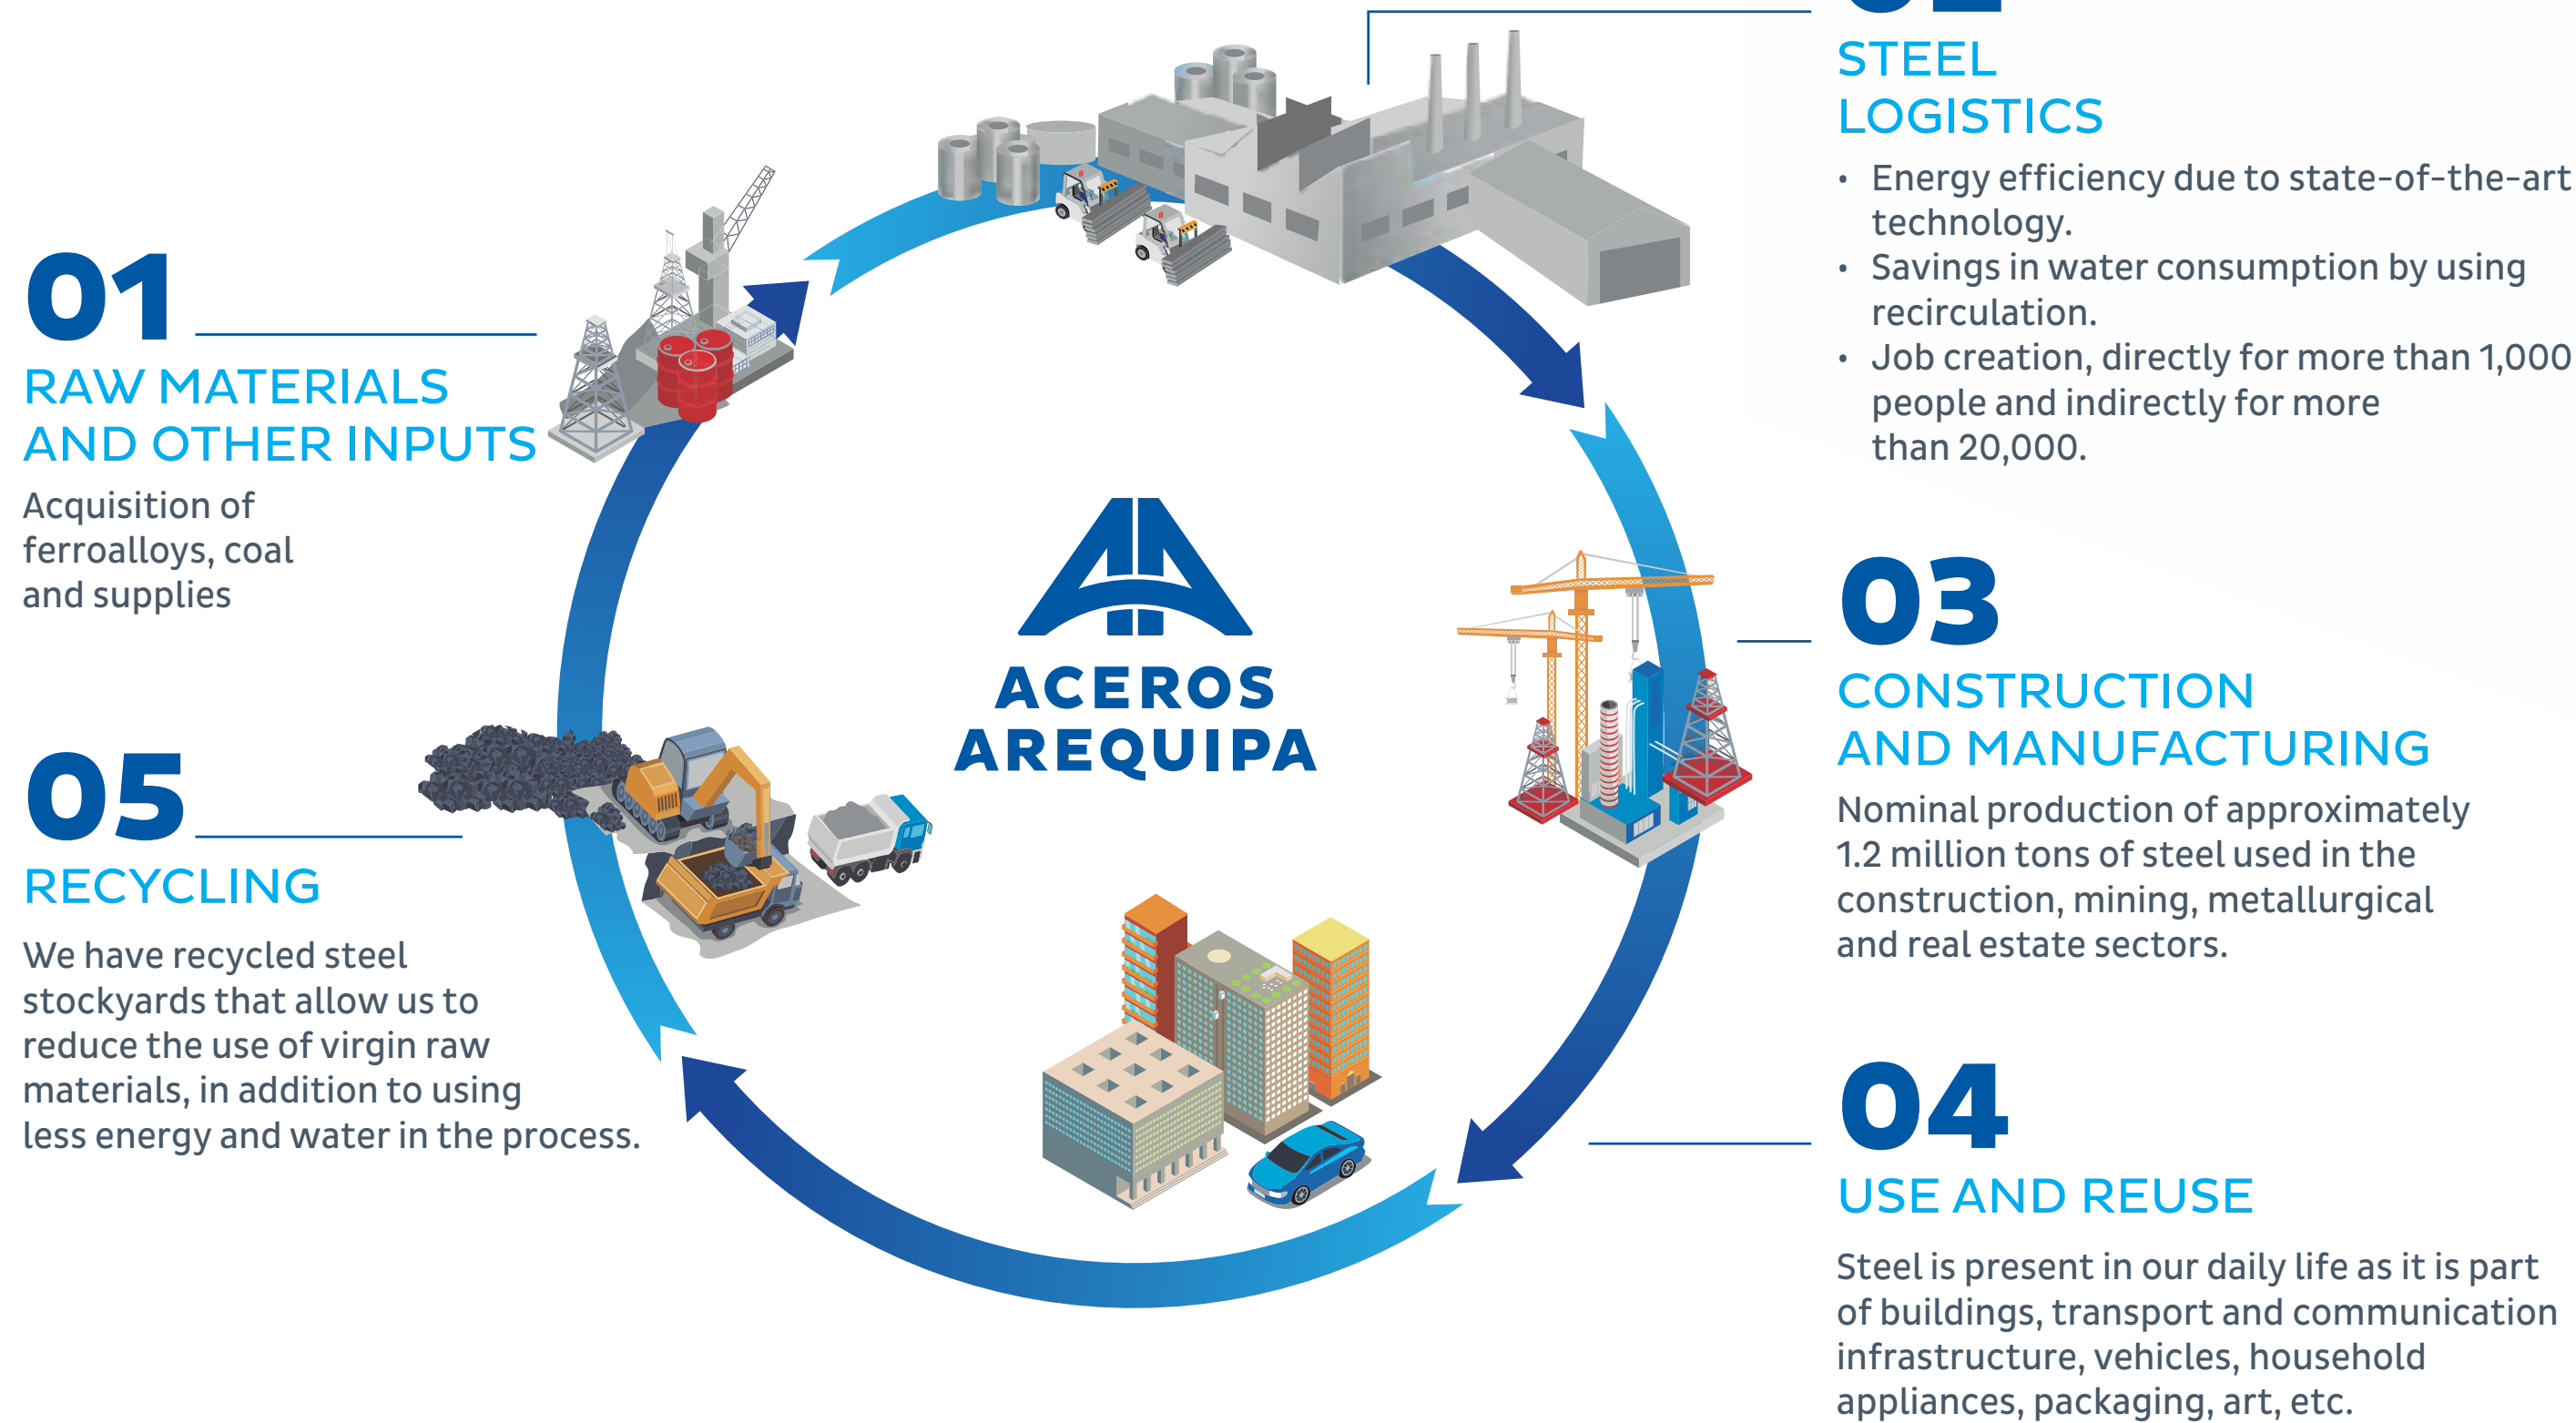 01
RAW MATERIALS
AND OTHER INPUTS
Acquisition of
ferroalloys, coal
and supplies
STEEL
LOGISTICS
• Energy efficiency due to state-of-the-art
technology.
• Savings in water consumption by using
recirculation.
• Job creation, directly for more than 1,000
people and indirectly for more
than 20,000.
03
CONSTRUCTION
AND MANUFACTURING
Nominal production of approximately
1.2 million tons of steel used in the
construction, mining, metallurgical
and real estate sectors.
04
USE AND REUSE
Steel is present in our daily life as it is part
of buildings, transport and communication
infrastructure, vehicles, household
appliances, packaging, art, etc.
05
RECYCLING
We have recycled steel
stockyards that allow us to
reduce the use of virgin raw
materials, in addition to using
less energy and water in the process.
ACEROS
AREQUIPA